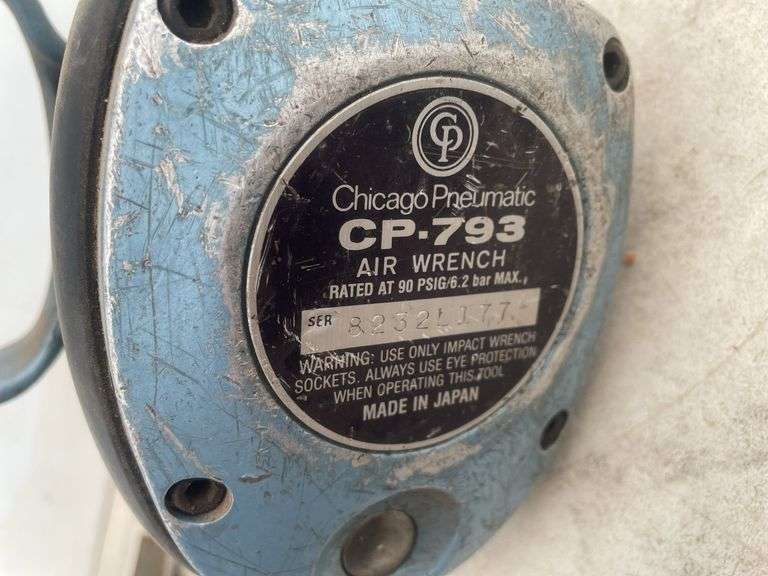 CP
Chicago Pneumatic
CP-793
AIR WRENCH
RATED AT 90 PSIG/6.2 bar MAX.
SER 8232L177
WARNING: USE ONLY IMPACT WRENCH
SOCKETS. ALWAYS USE EYE PROTECTION
WHEN OPERATING THIS TOOL
MADE IN JAPAN